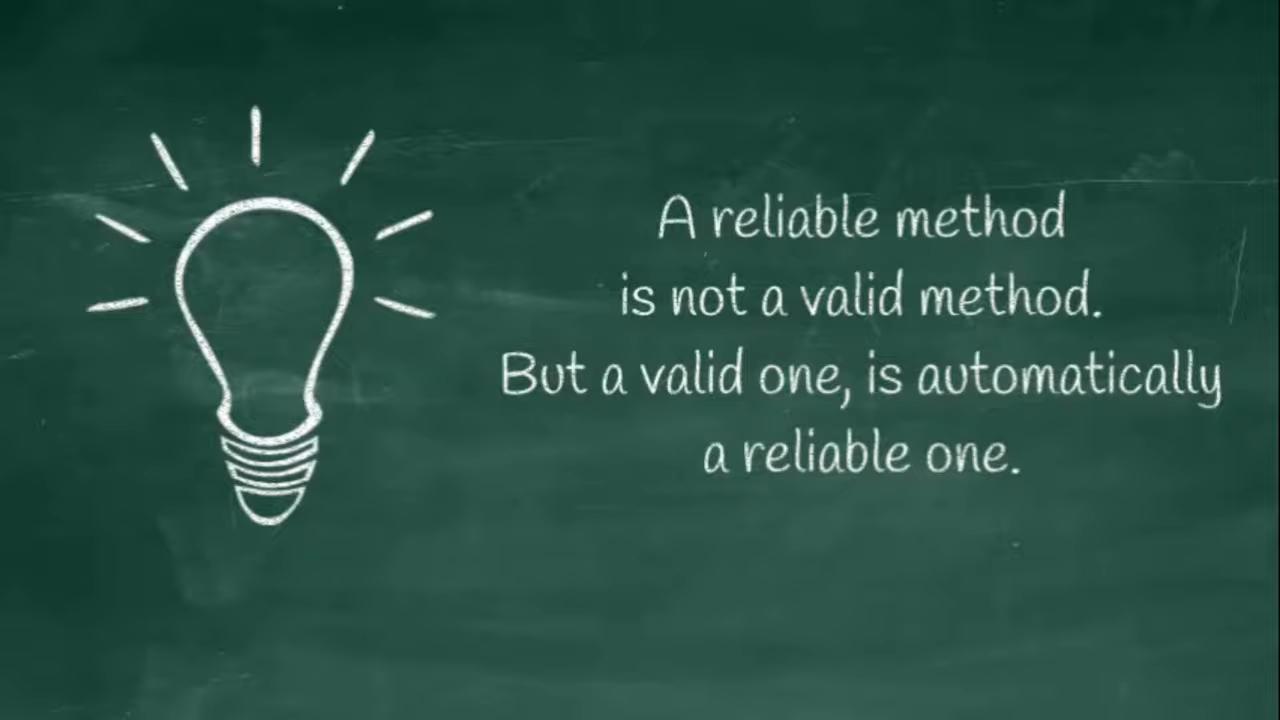 A reliable method
is not a valid method.
But a valid one, is automatically
a reliable one.